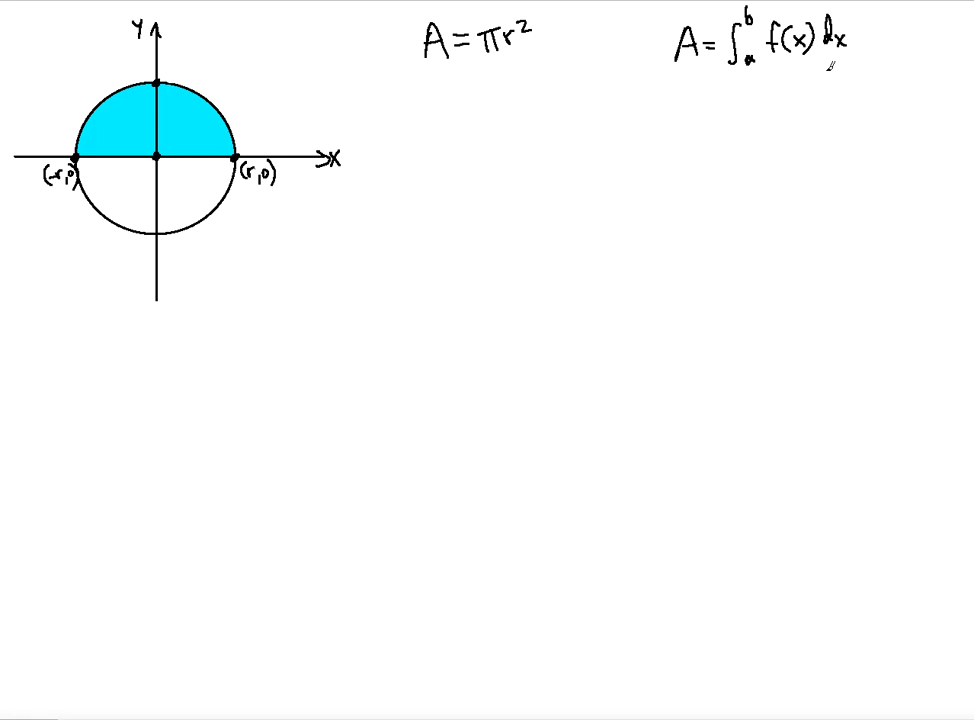 Y
A = πr²
A = ∫ₐᵇ f(x) dx
X
(-r,0)
(r,0)